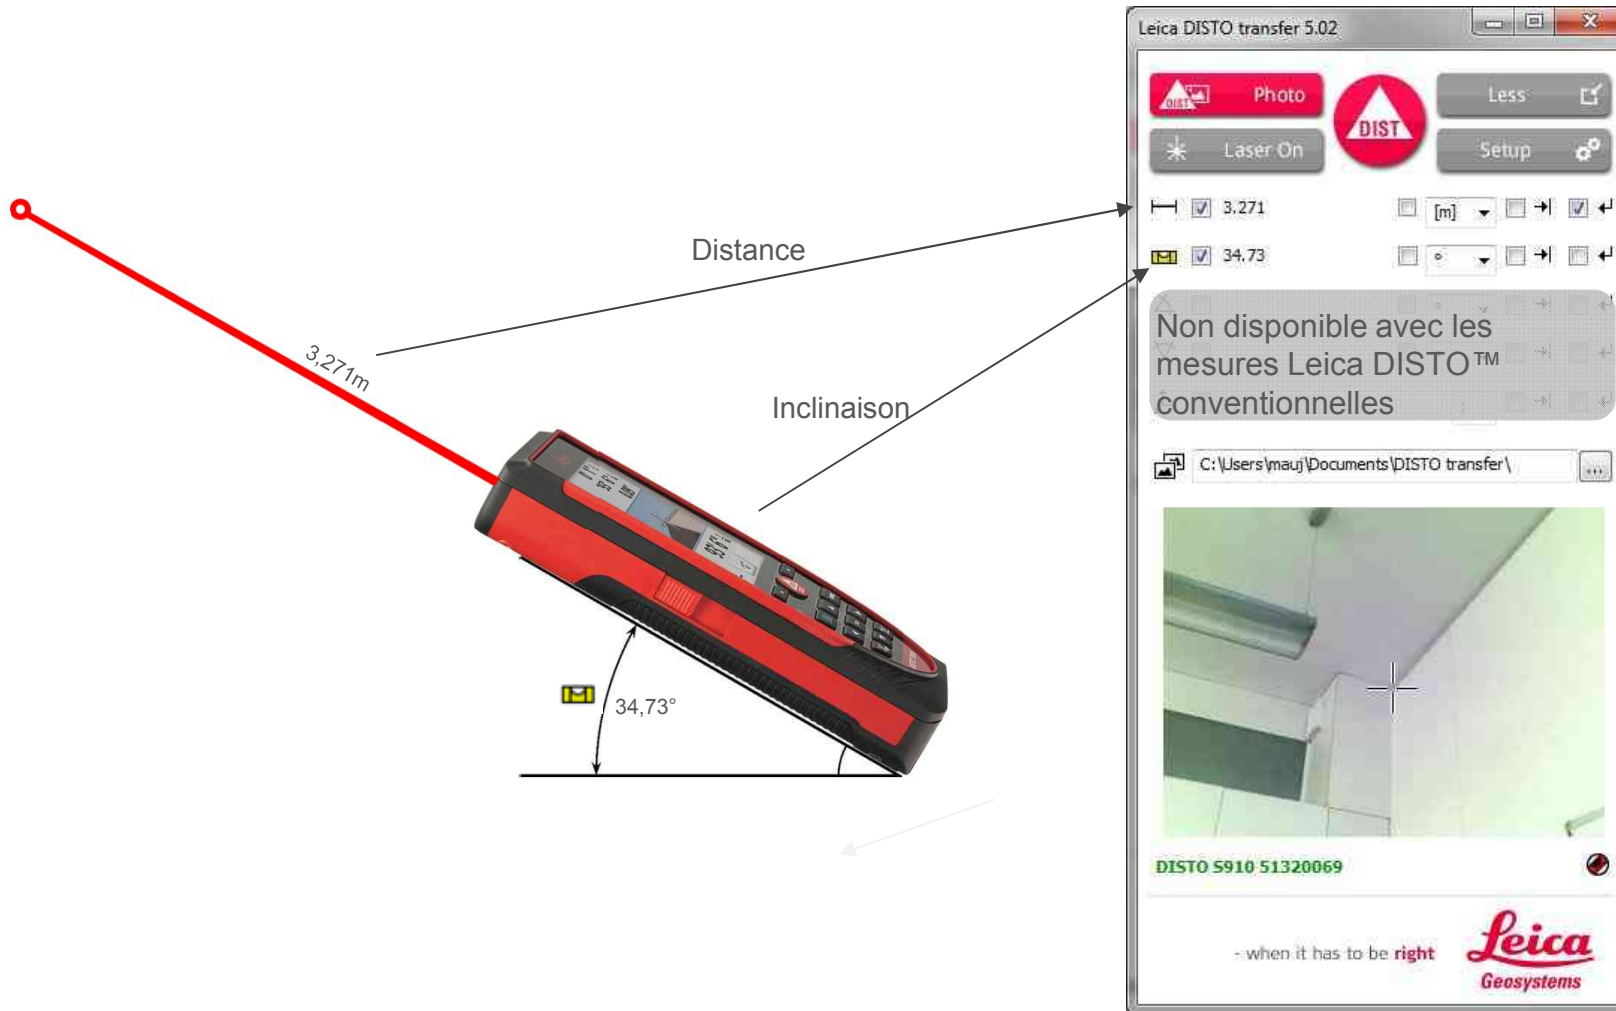 Leica DISTO transfer 5.02
DIST
Photo
DIST
Less
Laser On
Setup
3.271
[m]
34.73
°
Distance
3,271m
Inclinaison
Non disponible avec les
mesures Leica DISTO™
conventionnelles
C:\Users\mauj\Documents\DISTO transfer\
...
34,73°
DISTO S910 51320069
- when it has to be right
Leica
Geosystems